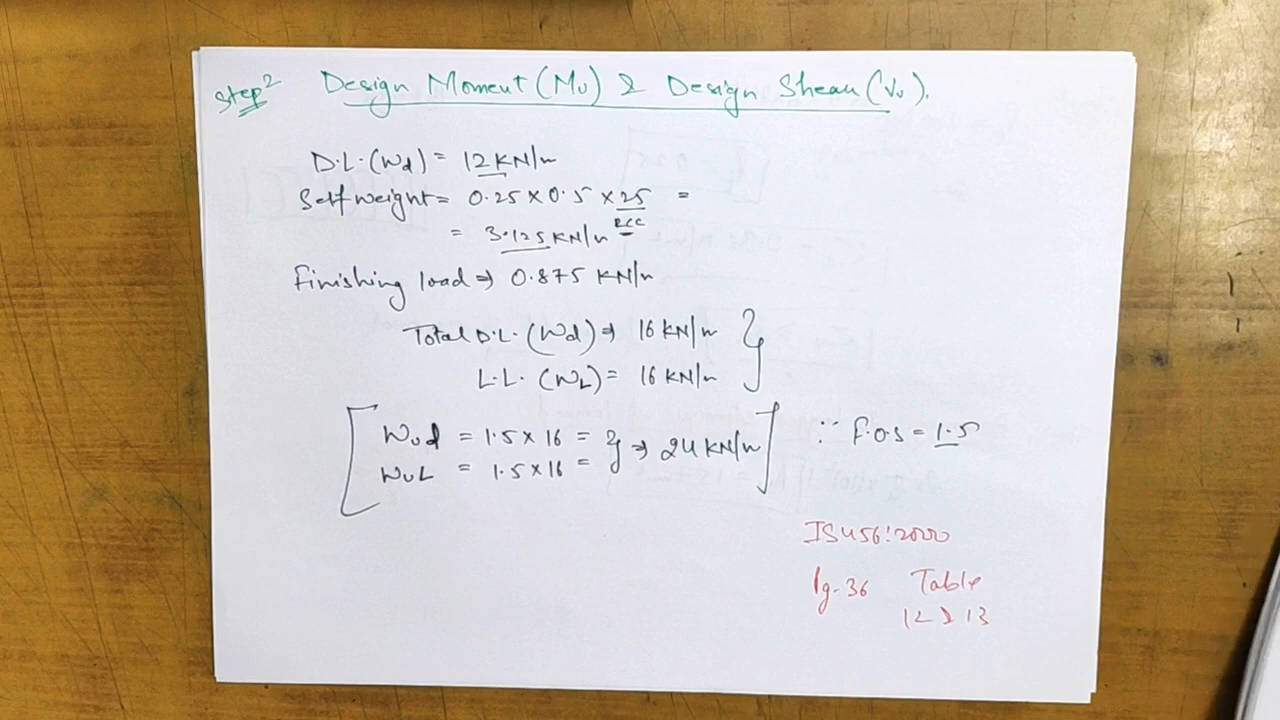 Step 2 Design Moment (Mu) & Design Shear (Vu).
D.L. (Wd) = 12 KN/m
Self weight = 0.25 x 0.5 x 25 =
RCC
= 3.125 KN/m
Finishing load ⇒ 0.875 KN/m
Total D.L. (Wd) ⇒ 16 KN/m }
L.L. (WL) = 16 KN/m
[ Wud = 1.5 x 16 = } ⇒ 24 KN/m ] ∵ F.O.S = 1.5
WuL = 1.5 x 16 =
IS 456:2000
Pg-36 Table
12 & 13